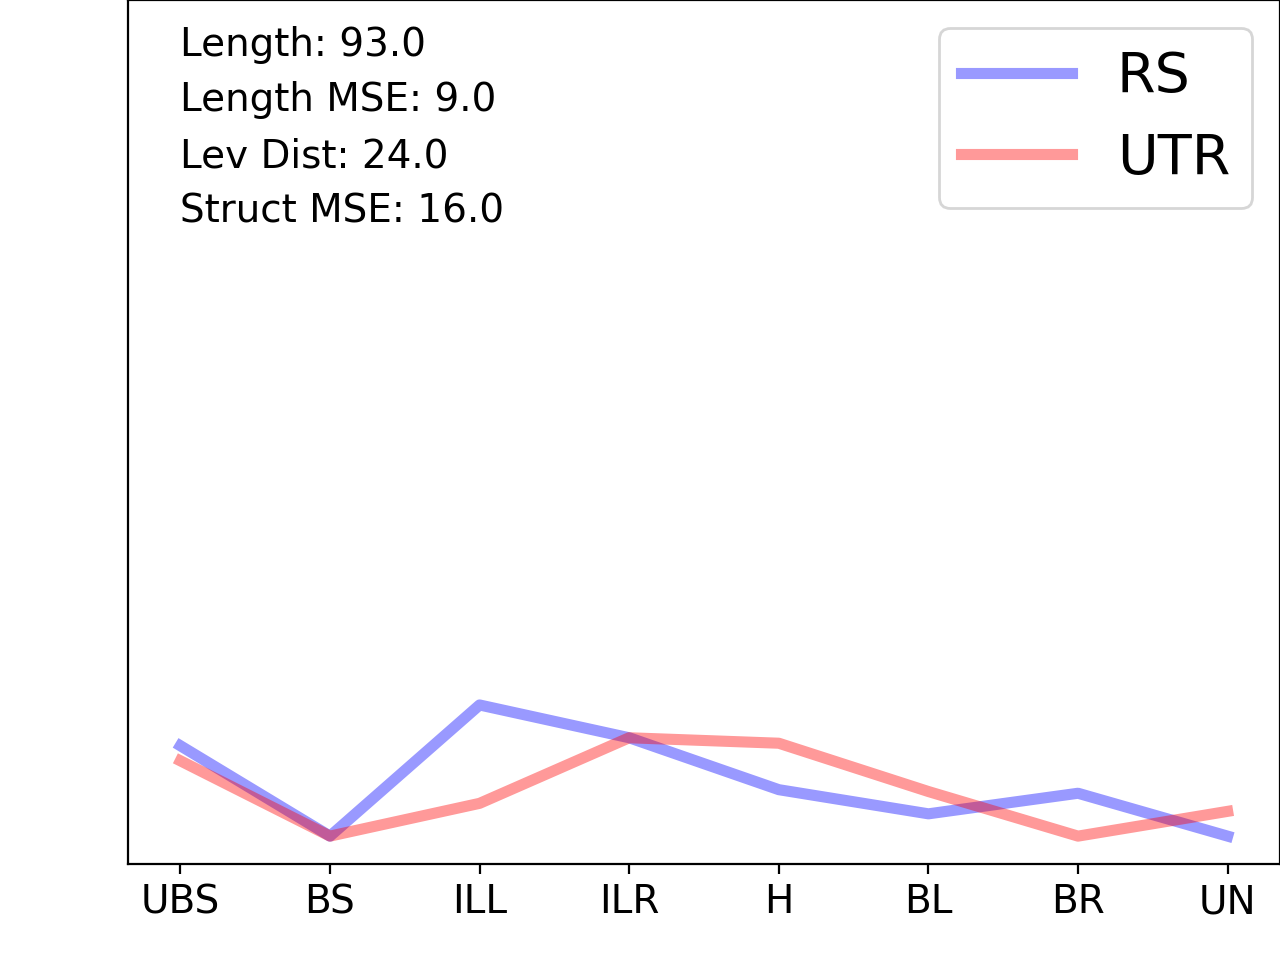 Length: 93.0
Length MSE: 9.0
Lev Dist: 24.0
Struct MSE: 16.0
RS
UTR
UBS BS ILL ILR H BL BR UN